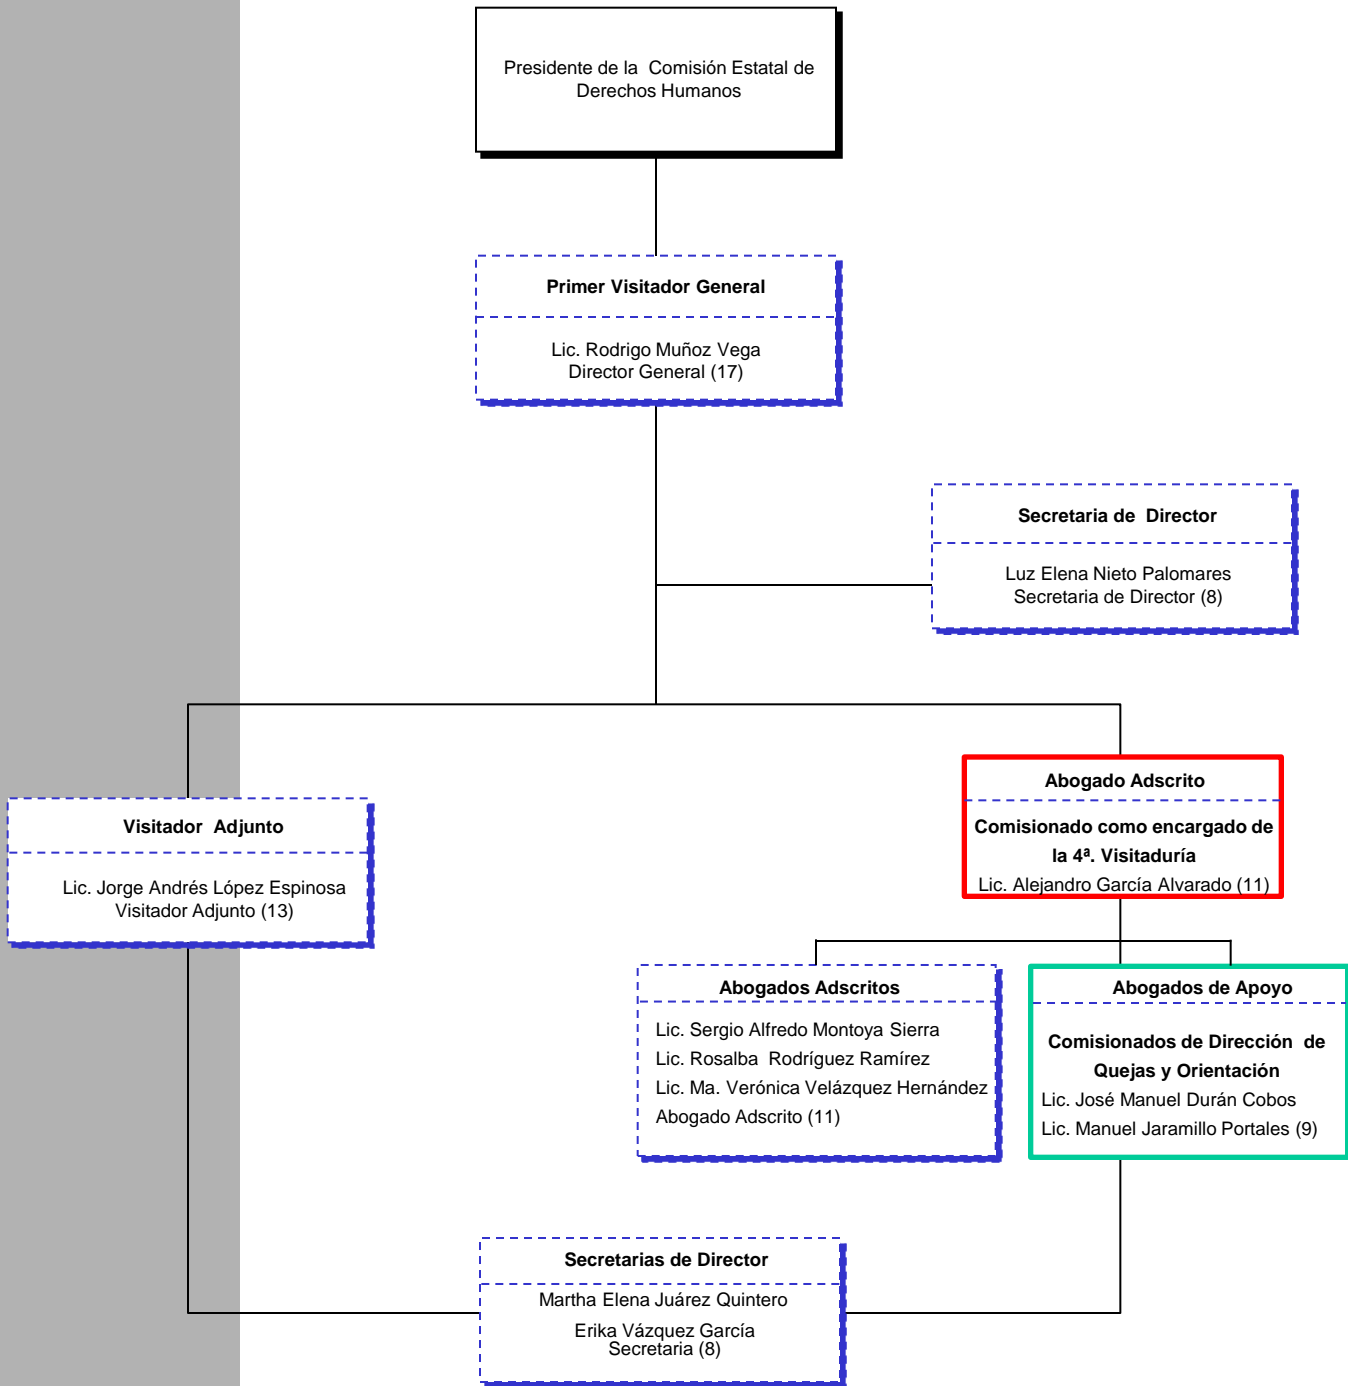 Presidente de la Comisión Estatal de
Derechos Humanos
Primer Visitador General
Lic. Rodrigo Muñoz Vega
Director General (17)
Secretaria de Director
Luz Elena Nieto Palomares
Secretaria de Director (8)
Visitador Adjunto
Lic. Jorge Andrés López Espinosa
Visitador Adjunto (13)
Abogado Adscrito
Comisionado como encargado de
la 4ª. Visitaduría
Lic. Alejandro García Alvarado (11)
Abogados Adscritos
Lic. Sergio Alfredo Montoya Sierra
Lic. Rosalba Rodríguez Ramírez
Lic. Ma. Verónica Velázquez Hernández
Abogado Adscrito (11)
Abogados de Apoyo
Comisionados de Dirección de
Quejas y Orientación
Lic. José Manuel Durán Cobos
Lic. Manuel Jaramillo Portales (9)
Secretarias de Director
Martha Elena Juárez Quintero
Erika Vázquez García
Secretaria (8)